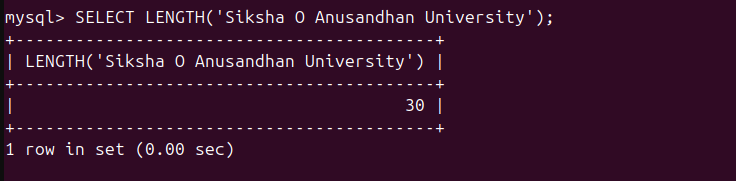 mysql> SELECT LENGTH('Siksha O Anusandhan University');
+-----------------------------------------+
| LENGTH('Siksha O Anusandhan University') |
+-----------------------------------------+
|                                      30 |
+-----------------------------------------+
1 row in set (0.00 sec)